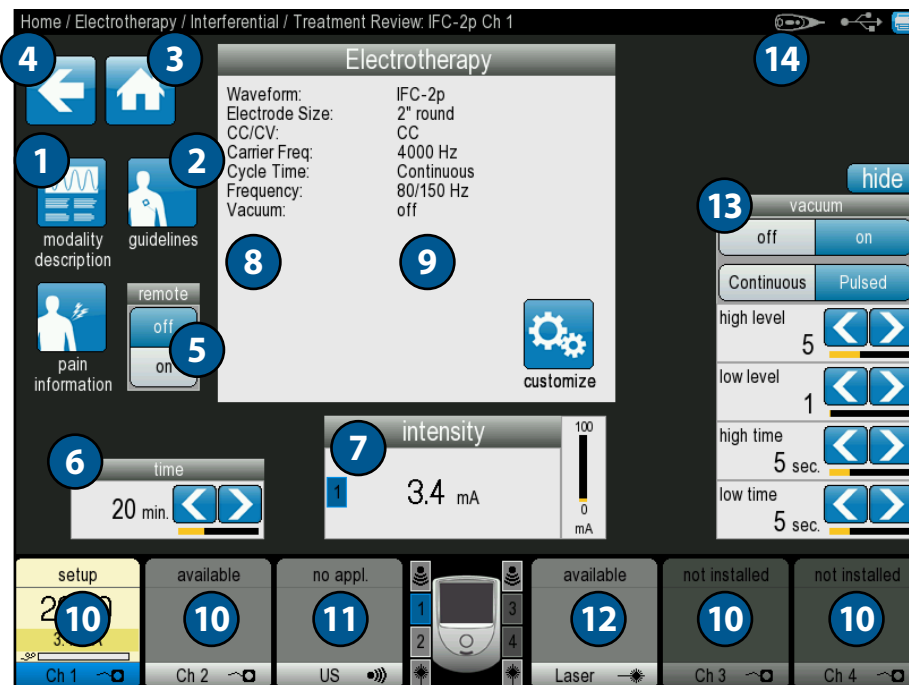 Home / Electrotherapy / Interferential / Treatment Review: IFC-2p Ch 1
4
3
14
Electrotherapy
Waveform: IFC-2p
Electrode Size: 2" round
CC/CV: CC
Carrier Freq: 4000 Hz
Cycle Time: Continuous
Frequency: 80/150 Hz
Vacuum: off
8
9
customize
1
2
modality
description
guidelines
pain
information
remote
off
on
5
hide
13
vacuum
off on
Continuous Pulsed
high level
5
low level
1
high time
5 sec.
low time
5 sec.
6
time
20 min.
7
intensity
1
3.4 mA
100
0
mA
setup
10
Ch 1
available
10
Ch 2
no appl.
11
US
1
2
3
4
available
12
Laser
not installed
10
Ch 3
not installed
10
Ch 4